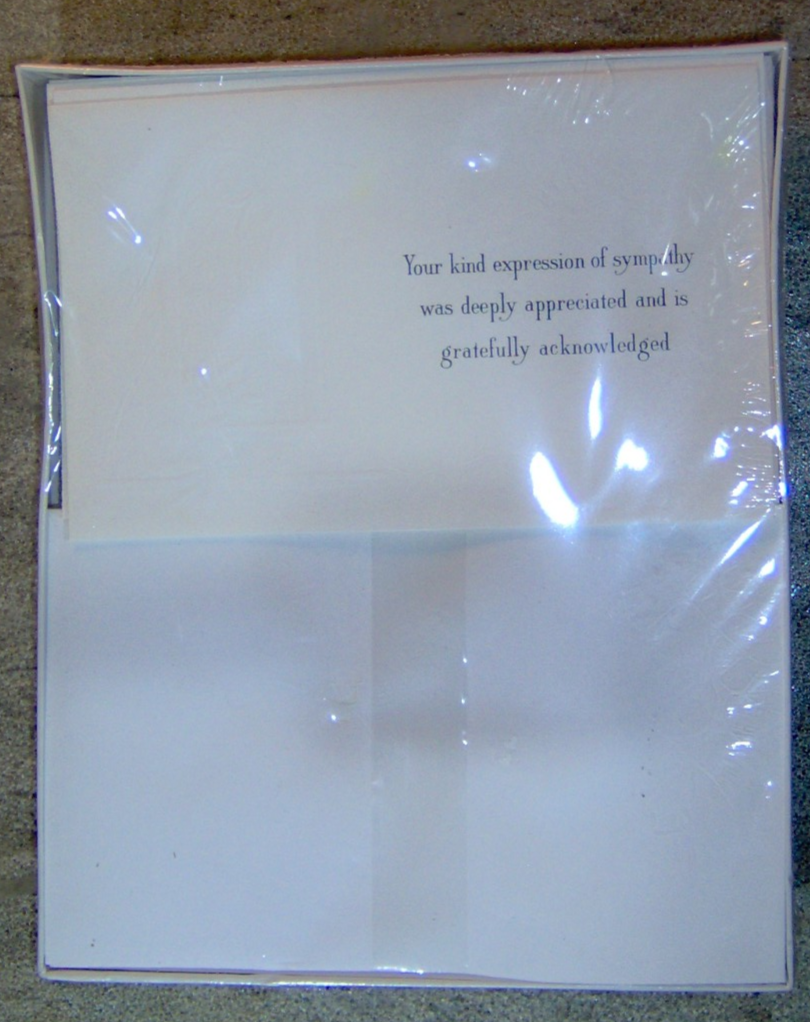 Your kind expression of sympathy
was deeply appreciated and is
gratefully acknowledged